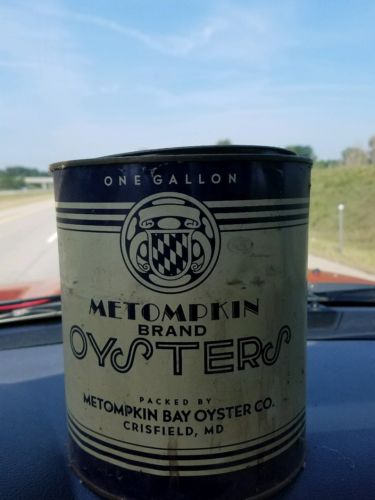 ONE GALLON
METOMPKIN
BRAND
OYSTERS
PACKED BY
METOMPKIN BAY OYSTER CO.
CRISFIELD, MD